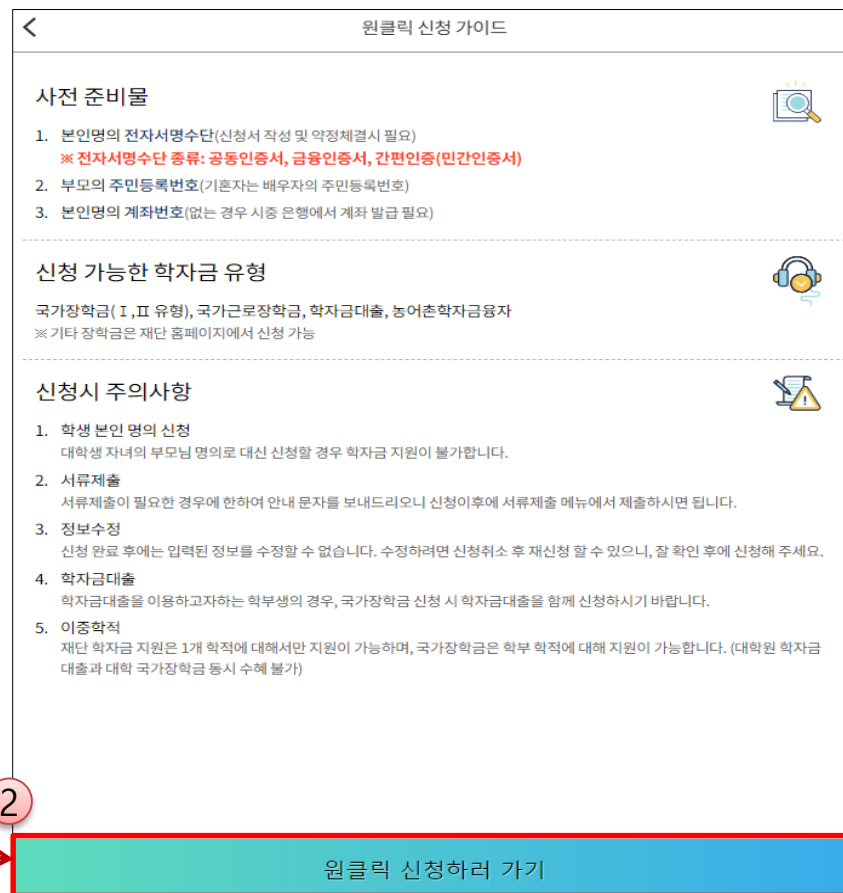 원클릭 신청 가이드
사전 준비물
1. 본인명의 전자서명수단(신청서 작성 및 약정체결시 필요)
※ 전자서명수단 종류: 공동인증서, 금융인증서, 간편인증(민간인증서)
2. 부모의 주민등록번호(기혼자는 배우자의 주민등록번호)
3. 본인명의 계좌번호(없는 경우 시중 은행에서 계좌 발급 필요)
신청 가능한 학자금 유형
국가장학금(Ⅰ,Ⅱ 유형), 국가근로장학금, 학자금대출, 농어촌학자금융자
※ 기타 장학금은 재단 홈페이지에서 신청 가능
신청시 주의사항
1. 학생 본인 명의 신청
대학생 자녀의 부모님 명의로 대신 신청할 경우 학자금 지원이 불가합니다.
2. 서류제출
서류제출이 필요한 경우에 한하여 안내 문자를 보내드리오니 신청이후에 서류제출 메뉴에서 제출하시면 됩니다.
3. 정보수정
신청 완료 후에는 입력된 정보를 수정할 수 없습니다. 수정하려면 신청취소 후 재신청 할 수 있으니, 잘 확인 후에 신청해 주세요.
4. 학자금대출
학자금대출을 이용하고자하는 학부생의 경우, 국가장학금 신청 시 학자금대출을 함께 신청하시기 바랍니다.
5. 이중학적
재단 학자금 지원은 1개 학적에 대해서만 지원이 가능하며, 국가장학금은 학부 학적에 대해 지원이 가능합니다. (대학원 학자금
대출과 대학 국가장학금 동시 수혜 불가)
2
원클릭 신청하러 가기